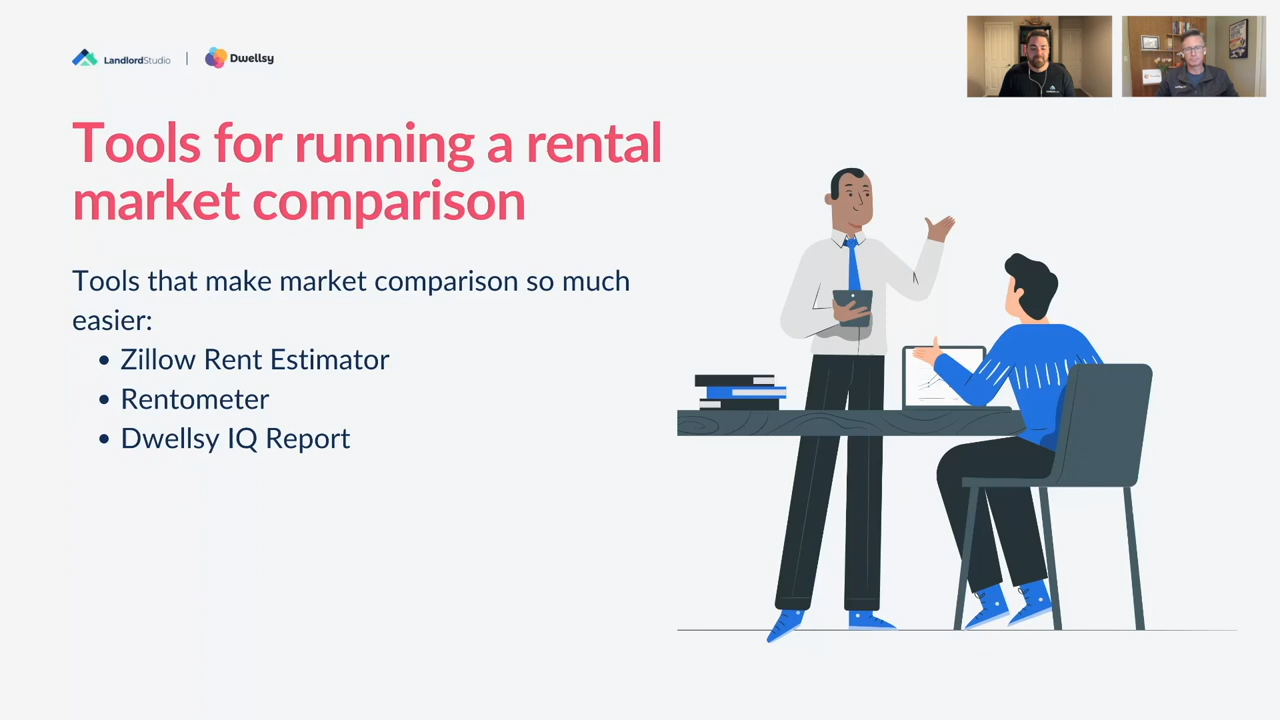 LandlordStudio | Dwellsy
Tools for running a rental
market comparison
Tools that make market comparison so much
easier:
• Zillow Rent Estimator
• Rentometer
• Dwellsy IQ Report